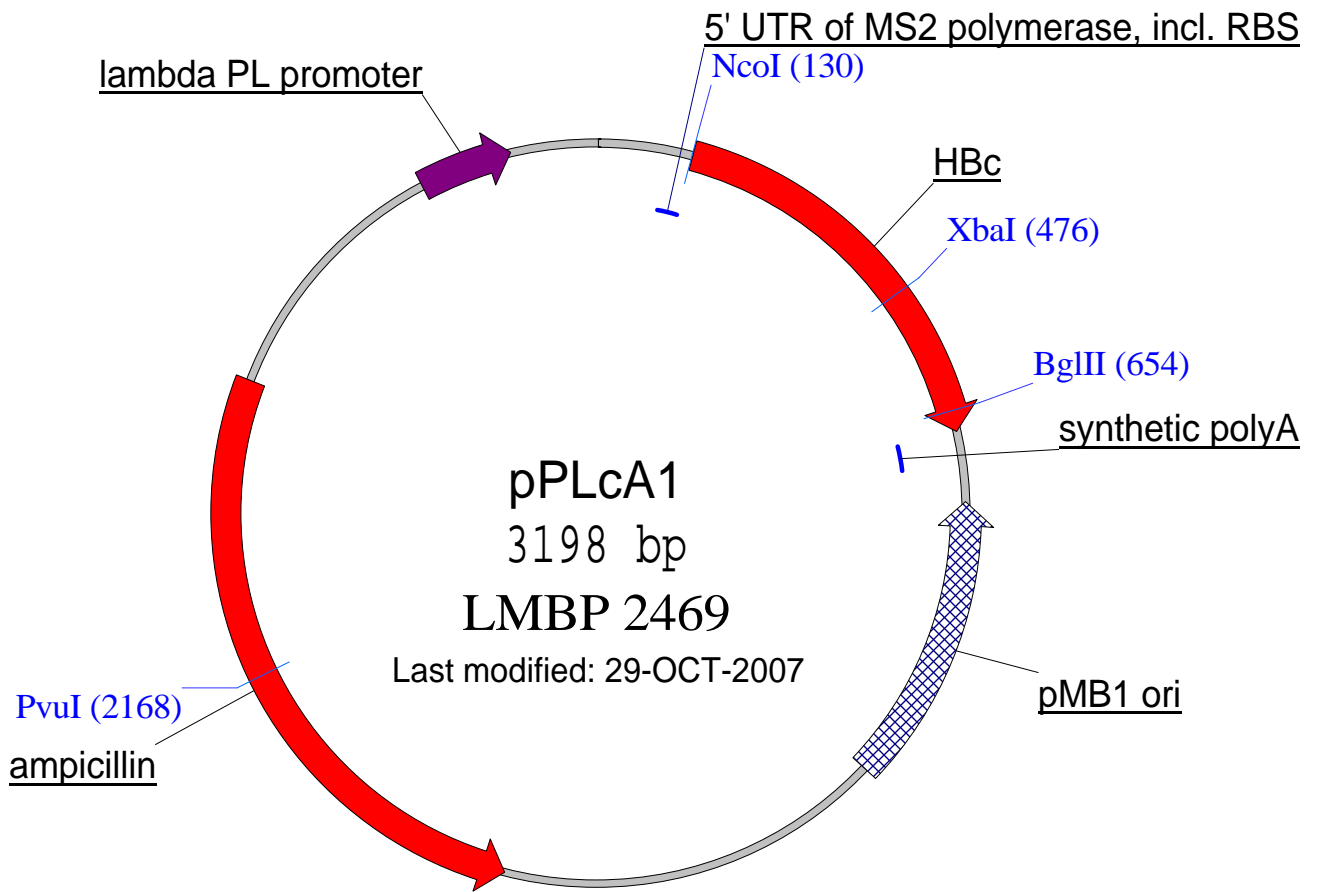 5' UTR of MS2 polymerase, incl. RBS
lambda PL promoter
NcoI (130)
HBc
XbaI (476)
BglII (654)
synthetic polyA
pPLcA1
3198 bp
LMBP 2469
Last modified: 29-OCT-2007
pMB1 ori
PvuI (2168)
ampicillin